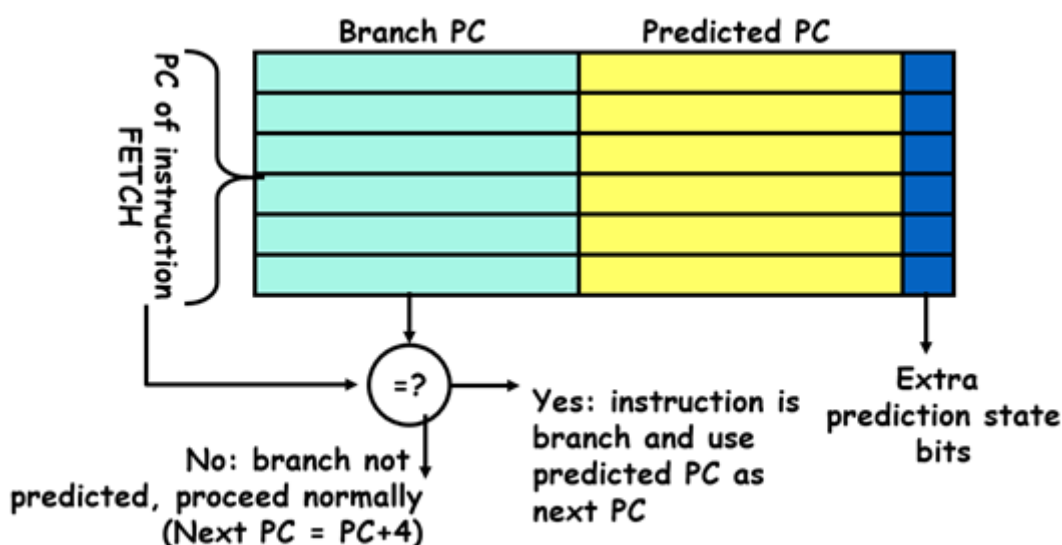 Branch PC
Predicted PC
PC of instruction
FETCH
=?
Yes: instruction is
branch and use
predicted PC as
next PC
No: branch not
predicted, proceed normally
(Next PC = PC+4)
Extra
prediction state
bits